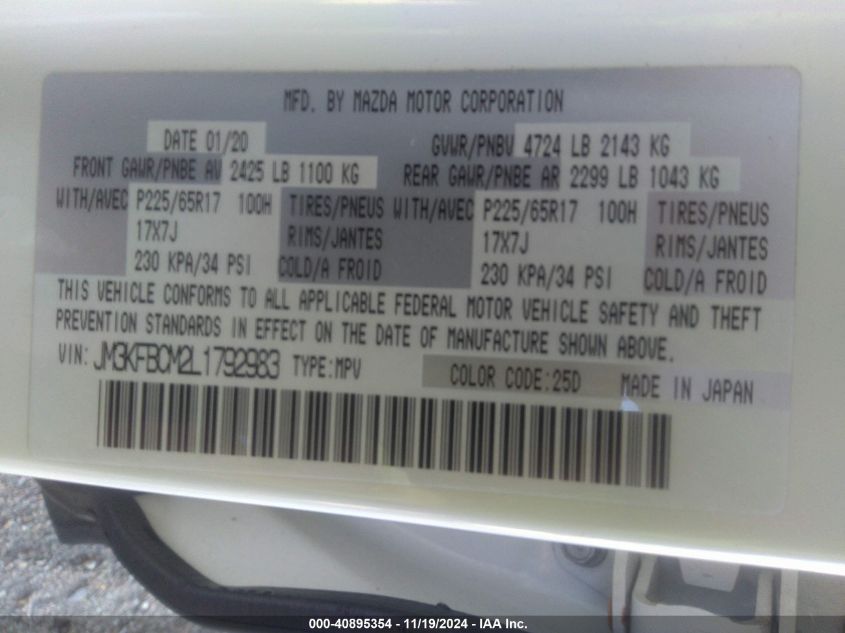 MFD. BY MAZDA MOTOR CORPORATION
DATE 01/20 GVWR/PNBV 4724 LB 2143 KG
FRONT GAWR/PNBE AV 2425 LB 1100 KG REAR GAWR/PNBE AR 2299 LB 1043 KG
WITH/AVEC P225/65R17 100H TIRES/PNEUS WITH/AVEC P225/65R17 100H TIRES/PNEUS
17X7J RIMS/JANTES 17X7J RIMS/JANTES
230 KPA/34 PSI COLD/A FROID 230 KPA/34 PSI COLD/A FROID
THIS VEHICLE CONFORMS TO ALL APPLICABLE FEDERAL MOTOR VEHICLE SAFETY AND THEFT
PREVENTION STANDARDS IN EFFECT ON THE DATE OF MANUFACTURE SHOWN ABOVE.
VIN: JM3KFBCM2L1792983 TYPE:MPV COLOR CODE:25D MADE IN JAPAN
000-40895354 - 11/19/2024 - IAA Inc.